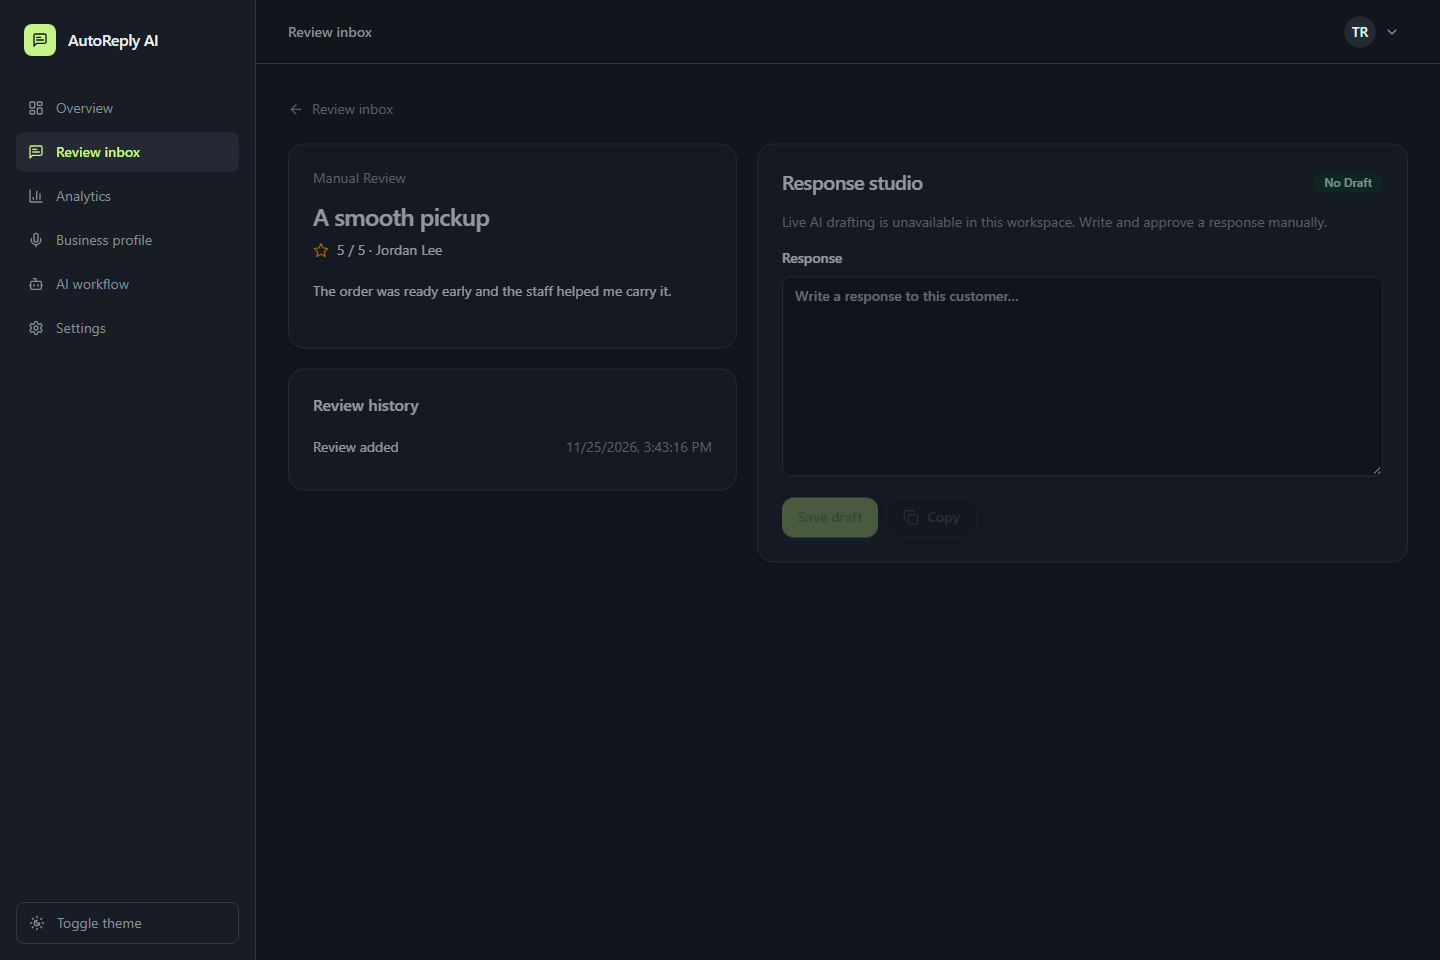 AutoReply AI
Overview
Review inbox
Analytics
Business profile
AI workflow
Settings
Toggle theme
Review inbox
TR
Review inbox
Manual Review
A smooth pickup
5 / 5 · Jordan Lee
The order was ready early and the staff helped me carry it.
Review history
Review added 11/25/2026, 3:43:16 PM
Response studio No Draft
Live AI drafting is unavailable in this workspace. Write and approve a response manually.
Response
Write a response to this customer...
Save draft Copy